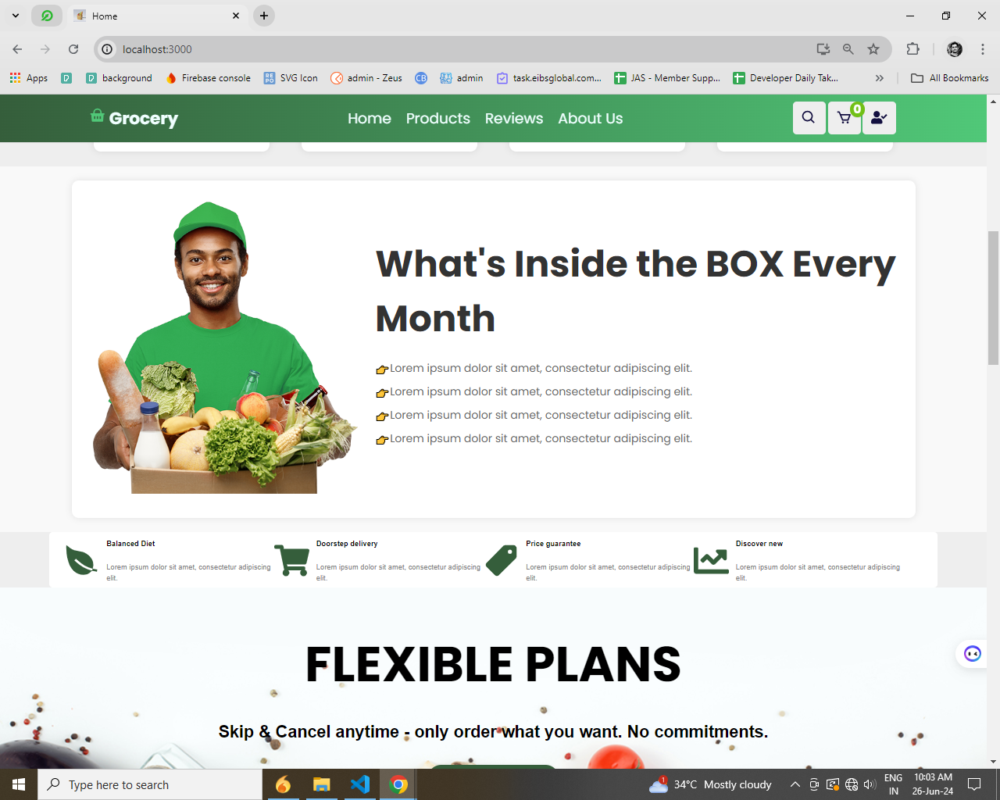 Home
localhost:3000
Apps
background
Firebase console
SVG Icon
admin - Zeus
CB
admin
task.eibsglobal.com...
JAS - Member Supp...
Developer Daily Tak...
All Bookmarks
Grocery
Home Products Reviews About Us
0
What's Inside the BOX Every
Month
Lorem ipsum dolor sit amet, consectetur adipiscing elit.
Lorem ipsum dolor sit amet, consectetur adipiscing elit.
Lorem ipsum dolor sit amet, consectetur adipiscing elit.
Lorem ipsum dolor sit amet, consectetur adipiscing elit.
Balanced Diet
Lorem ipsum dolor sit amet, consectetur adipiscing
elit.
Doorstep delivery
Lorem ipsum dolor sit amet, consectetur adipiscing
elit.
Price guarantee
Lorem ipsum dolor sit amet, consectetur adipiscing
elit.
Discover new
Lorem ipsum dolor sit amet, consectetur adipiscing
elit.
FLEXIBLE PLANS
Skip & Cancel anytime - only order what you want. No commitments.
Type here to search
1
34°C Mostly cloudy
ENG
IN
10:03 AM
26-Jun-24